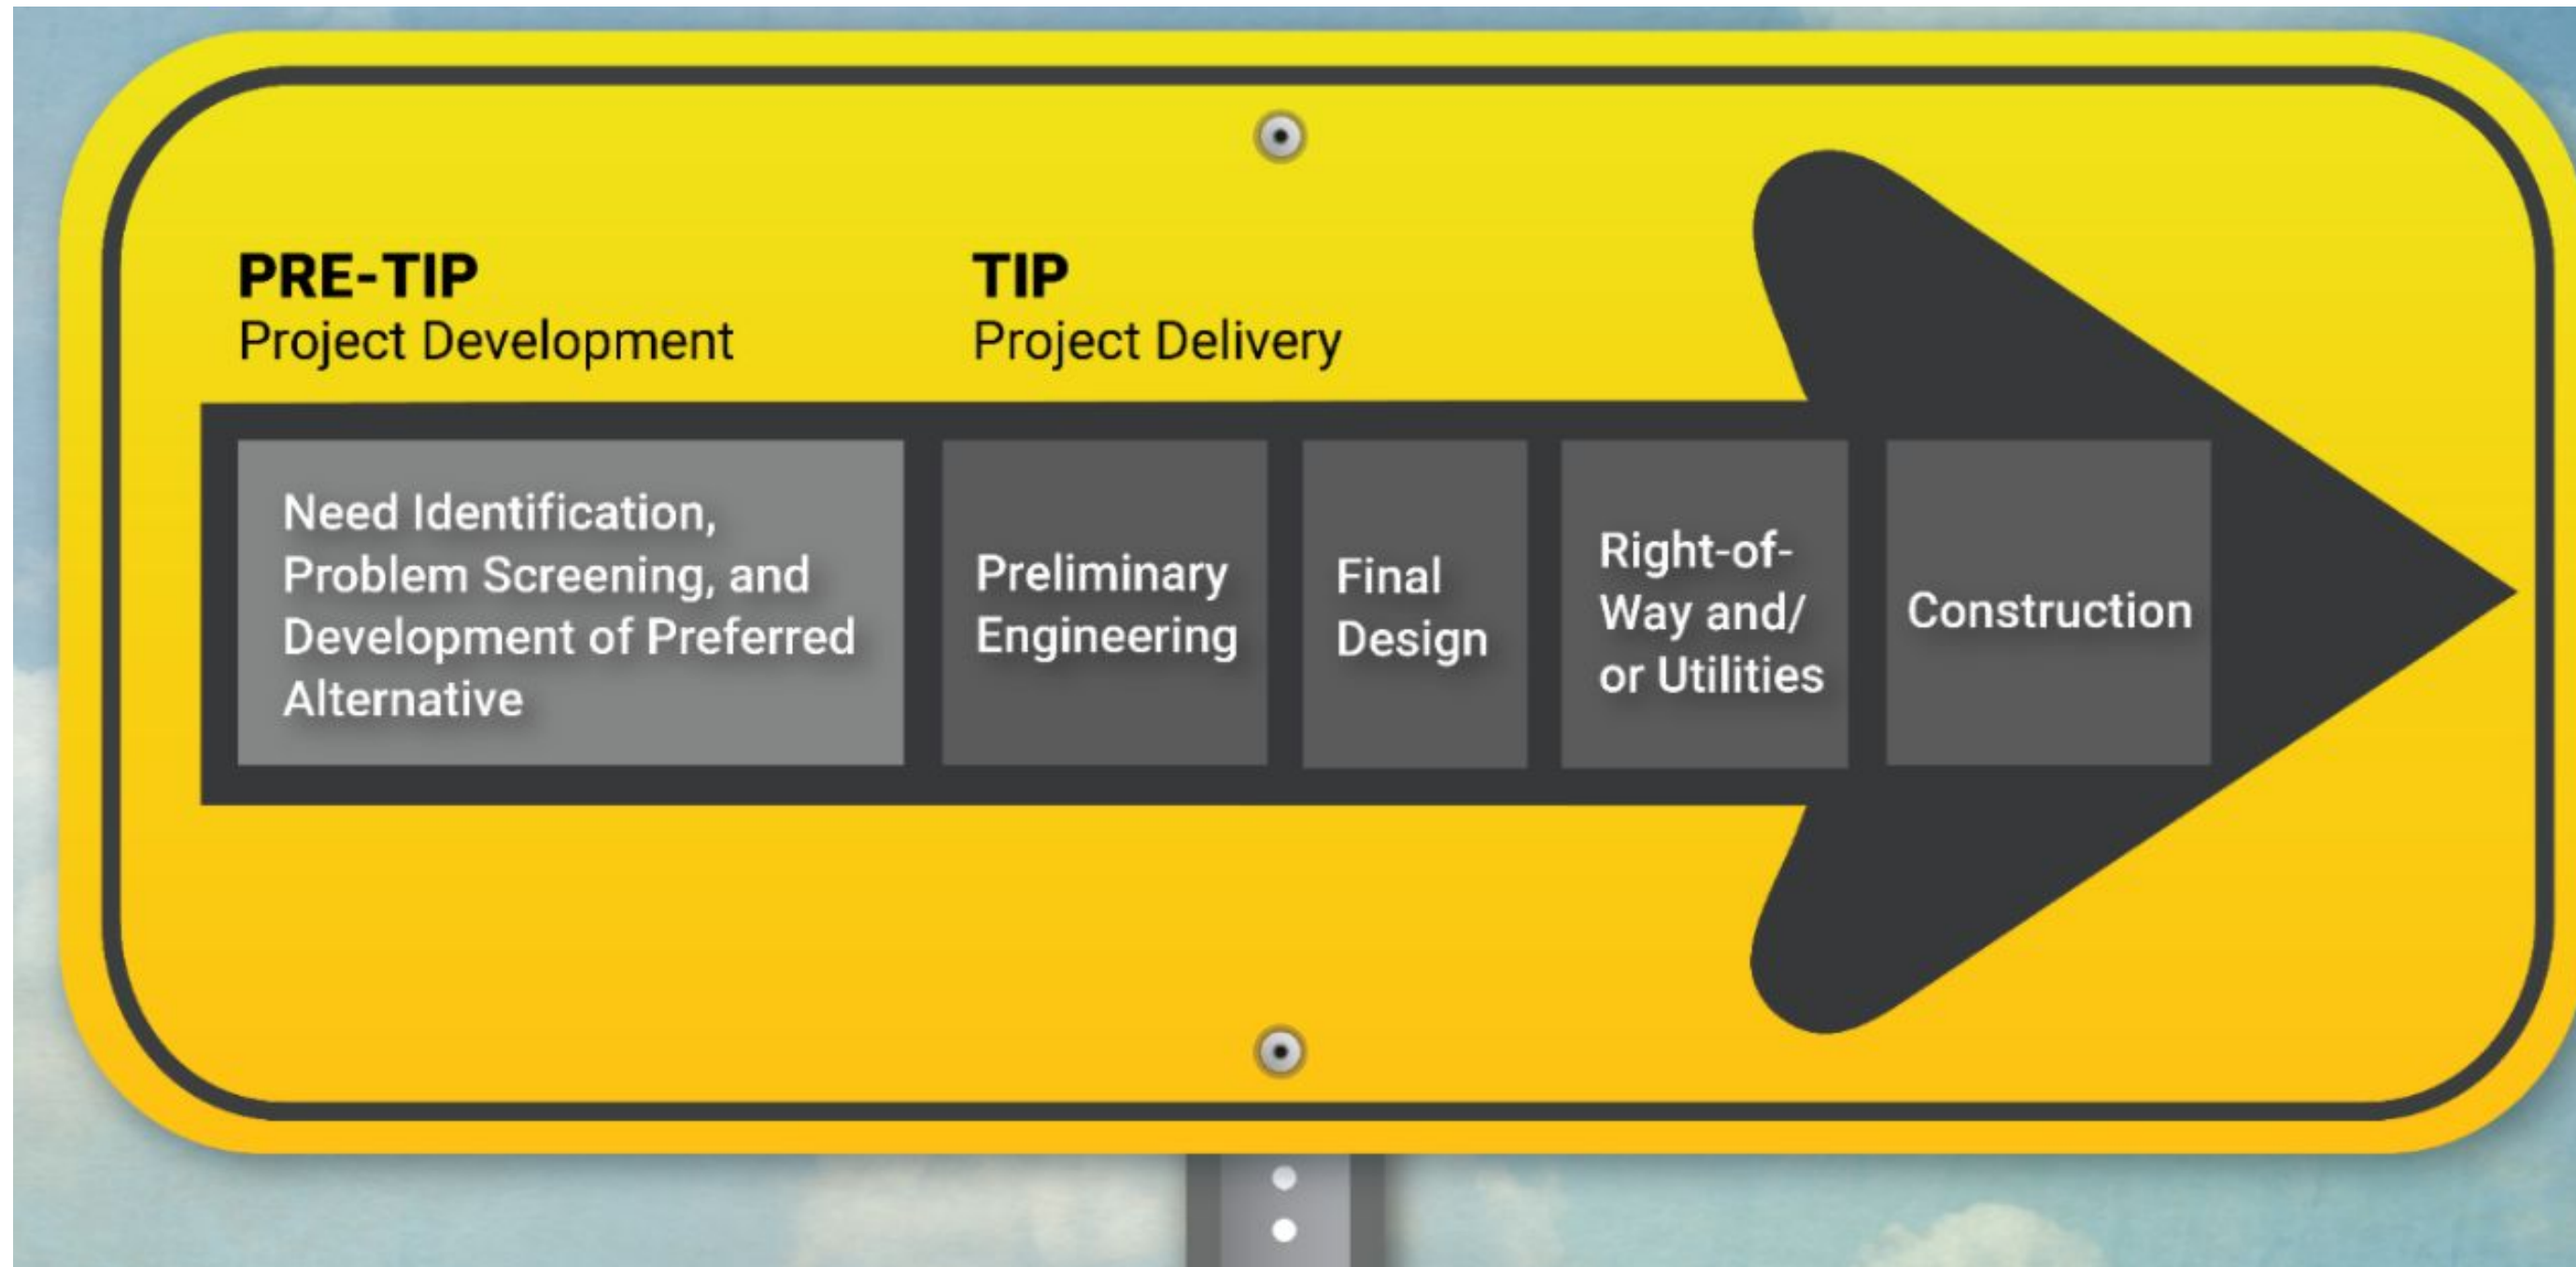 PRE-TIP
Project Development
TIP
Project Delivery
Need Identification,
Problem Screening, and
Development of Preferred
Alternative
Preliminary
Engineering
Final
Design
Right-of-
Way and/
or Utilities
Construction